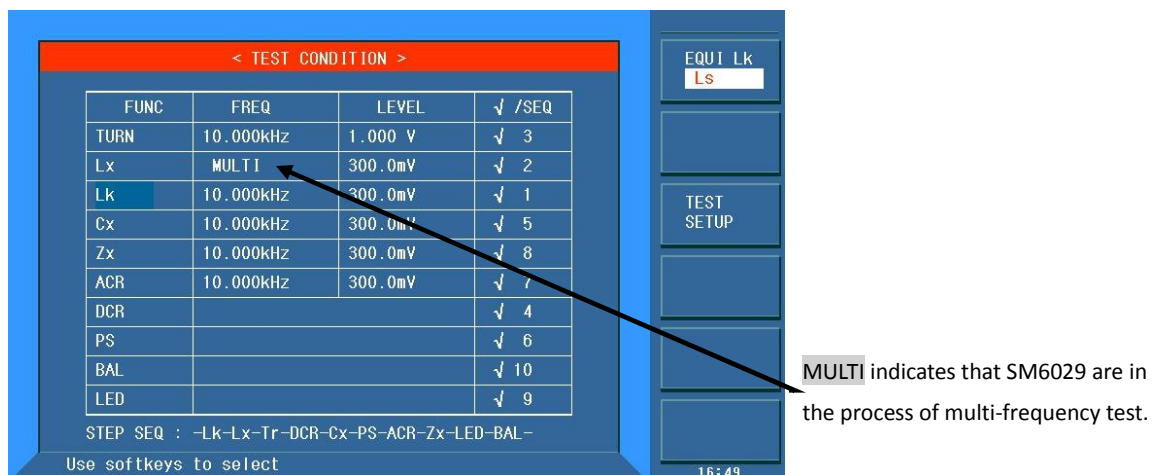 < TEST CONDITION >
FUNC FREQ LEVEL √ /SEQ
TURN 10.000kHz 1.000 V √ 3
Lx MULTI 300.0mV √ 2
Lk 10.000kHz 300.0mV √ 1
Cx 10.000kHz 300.0mV √ 5
Zx 10.000kHz 300.0mV √ 8
ACR 10.000kHz 300.0mV √ 7
DCR √ 4
PS √ 6
BAL √ 10
LED √ 9
STEP SEQ : -Lk-Lx-Tr-DCR-Cx-PS-ACR-Zx-LED-BAL-
Use softkeys to select
EQUI Lk
Ls
TEST
SETUP
16:49
MULTI indicates that SM6029 are in
the process of multi-frequency test.